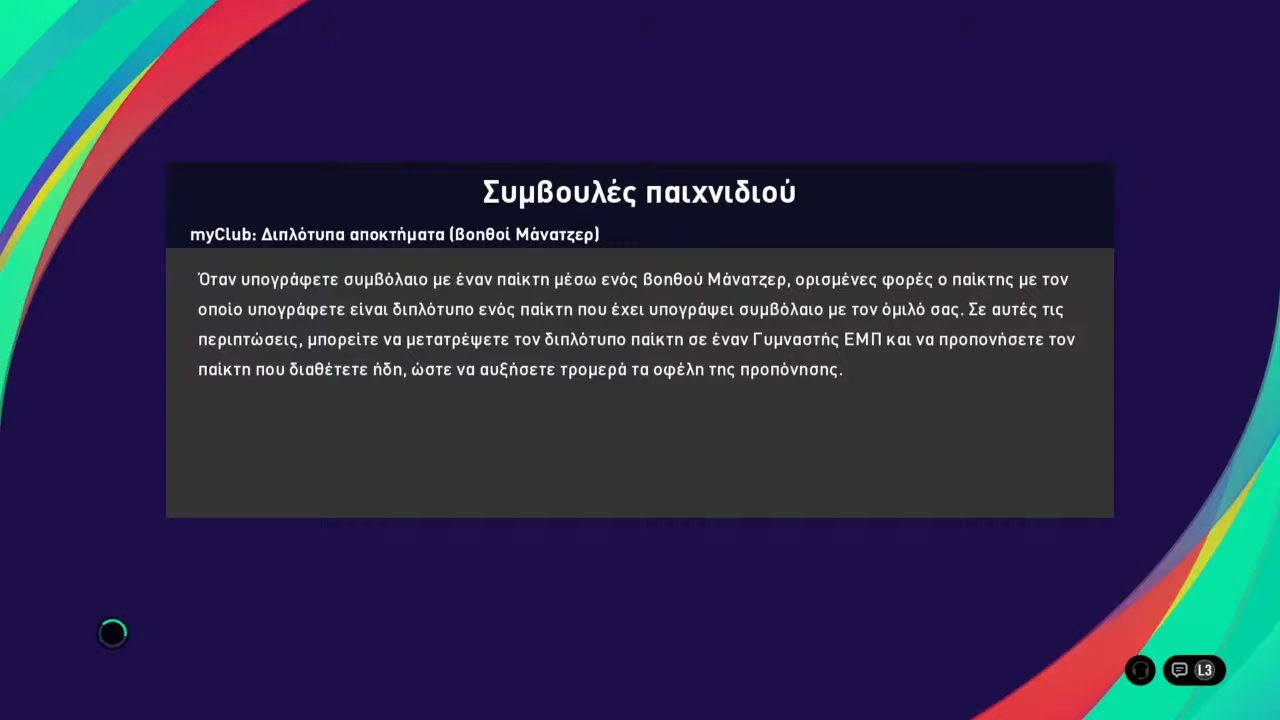 Συμβουλές παιχνιδιού
myClub: Διπλότυπα αποκτήματα (βοηθοί Μάνατζερ)
Όταν υπογράφετε συμβόλαιο με έναν παίκτη μέσω ενός βοηθού Μάνατζερ, ορισμένες φορές ο παίκτης με τον
οποίο υπογράφετε είναι διπλότυπο ενός παίκτη που έχει υπογράψει συμβόλαιο με τον όμιλό σας. Σε αυτές τις
περιπτώσεις, μπορείτε να μετατρέψετε τον διπλότυπο παίκτη σε έναν Γυμναστής ΕΜΠ και να προπονήσετε τον
παίκτη που διαθέτετε ήδη, ώστε να αυξήσετε τρομερά τα οφέλη της προπόνησης.
L3